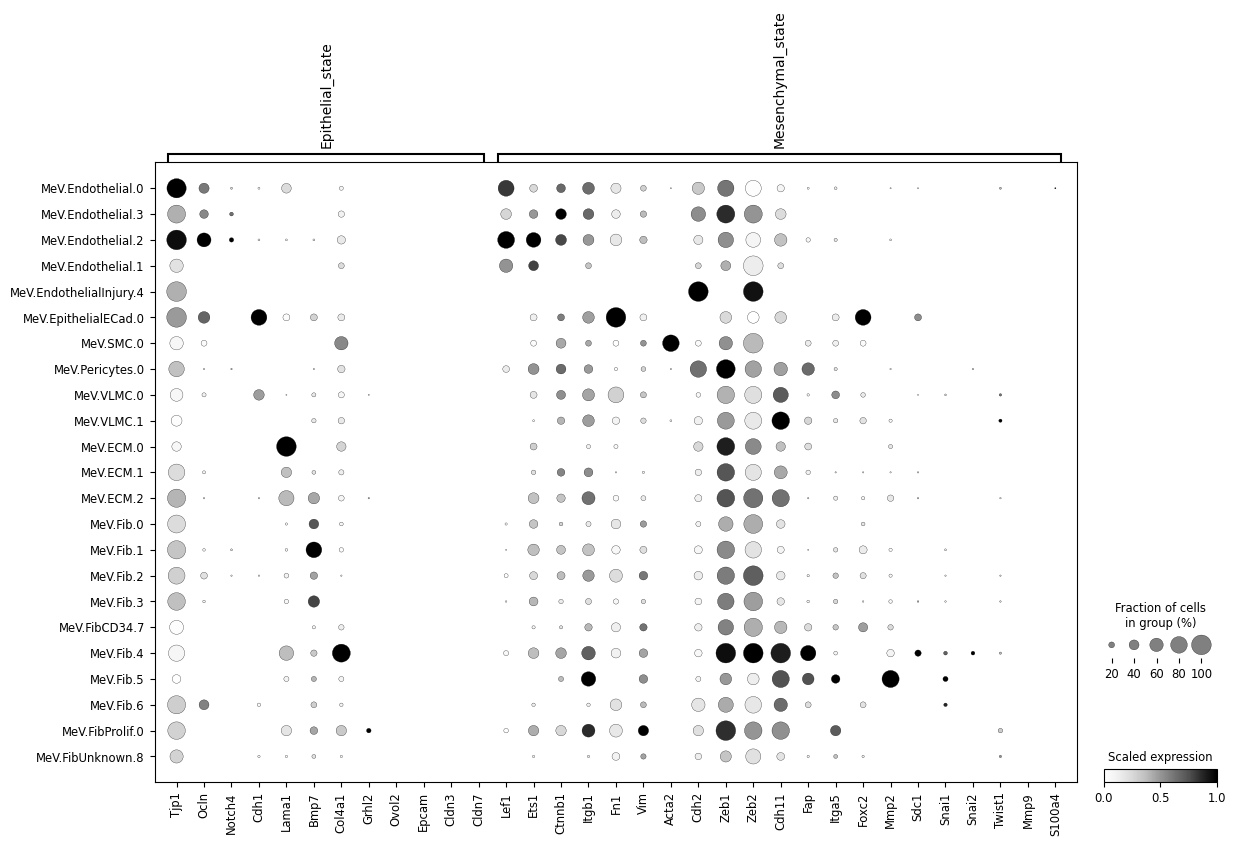 Epithelial_state
Mesenchymal_state
MeV.Endothelial.0
MeV.Endothelial.3
MeV.Endothelial.2
MeV.Endothelial.1
MeV.EndothelialInjury.4
MeV.EpithelialECad.0
MeV.SMC.0
MeV.Pericytes.0
MeV.VLMC.0
MeV.VLMC.1
MeV.ECM.0
MeV.ECM.1
MeV.ECM.2
MeV.Fib.0
MeV.Fib.1
MeV.Fib.2
MeV.Fib.3
MeV.FibCD34.7
MeV.Fib.4
MeV.Fib.5
MeV.Fib.6
MeV.FibProlif.0
MeV.FibUnknown.8
Tjp1
Ocln
Notch4
Cdh1
Lama1
Bmp7
Col4a1
Grhl2
Ovol2
Epcam
Cldn3
Cldn7
Lef1
Ets1
Ctnnb1
Itgb1
Fn1
Vim
Acta2
Cdh2
Zeb1
Zeb2
Cdh11
Fap
Itga5
Foxc2
Mmp2
Sdc1
Snai1
Snai2
Twist1
Mmp9
S100a4
Fraction of cells
in group (%)
20 40 60 80 100
Scaled expression
0.0 0.5 1.0